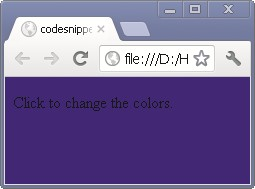 codesnippe
file:///D:/H
Click to change the colors.